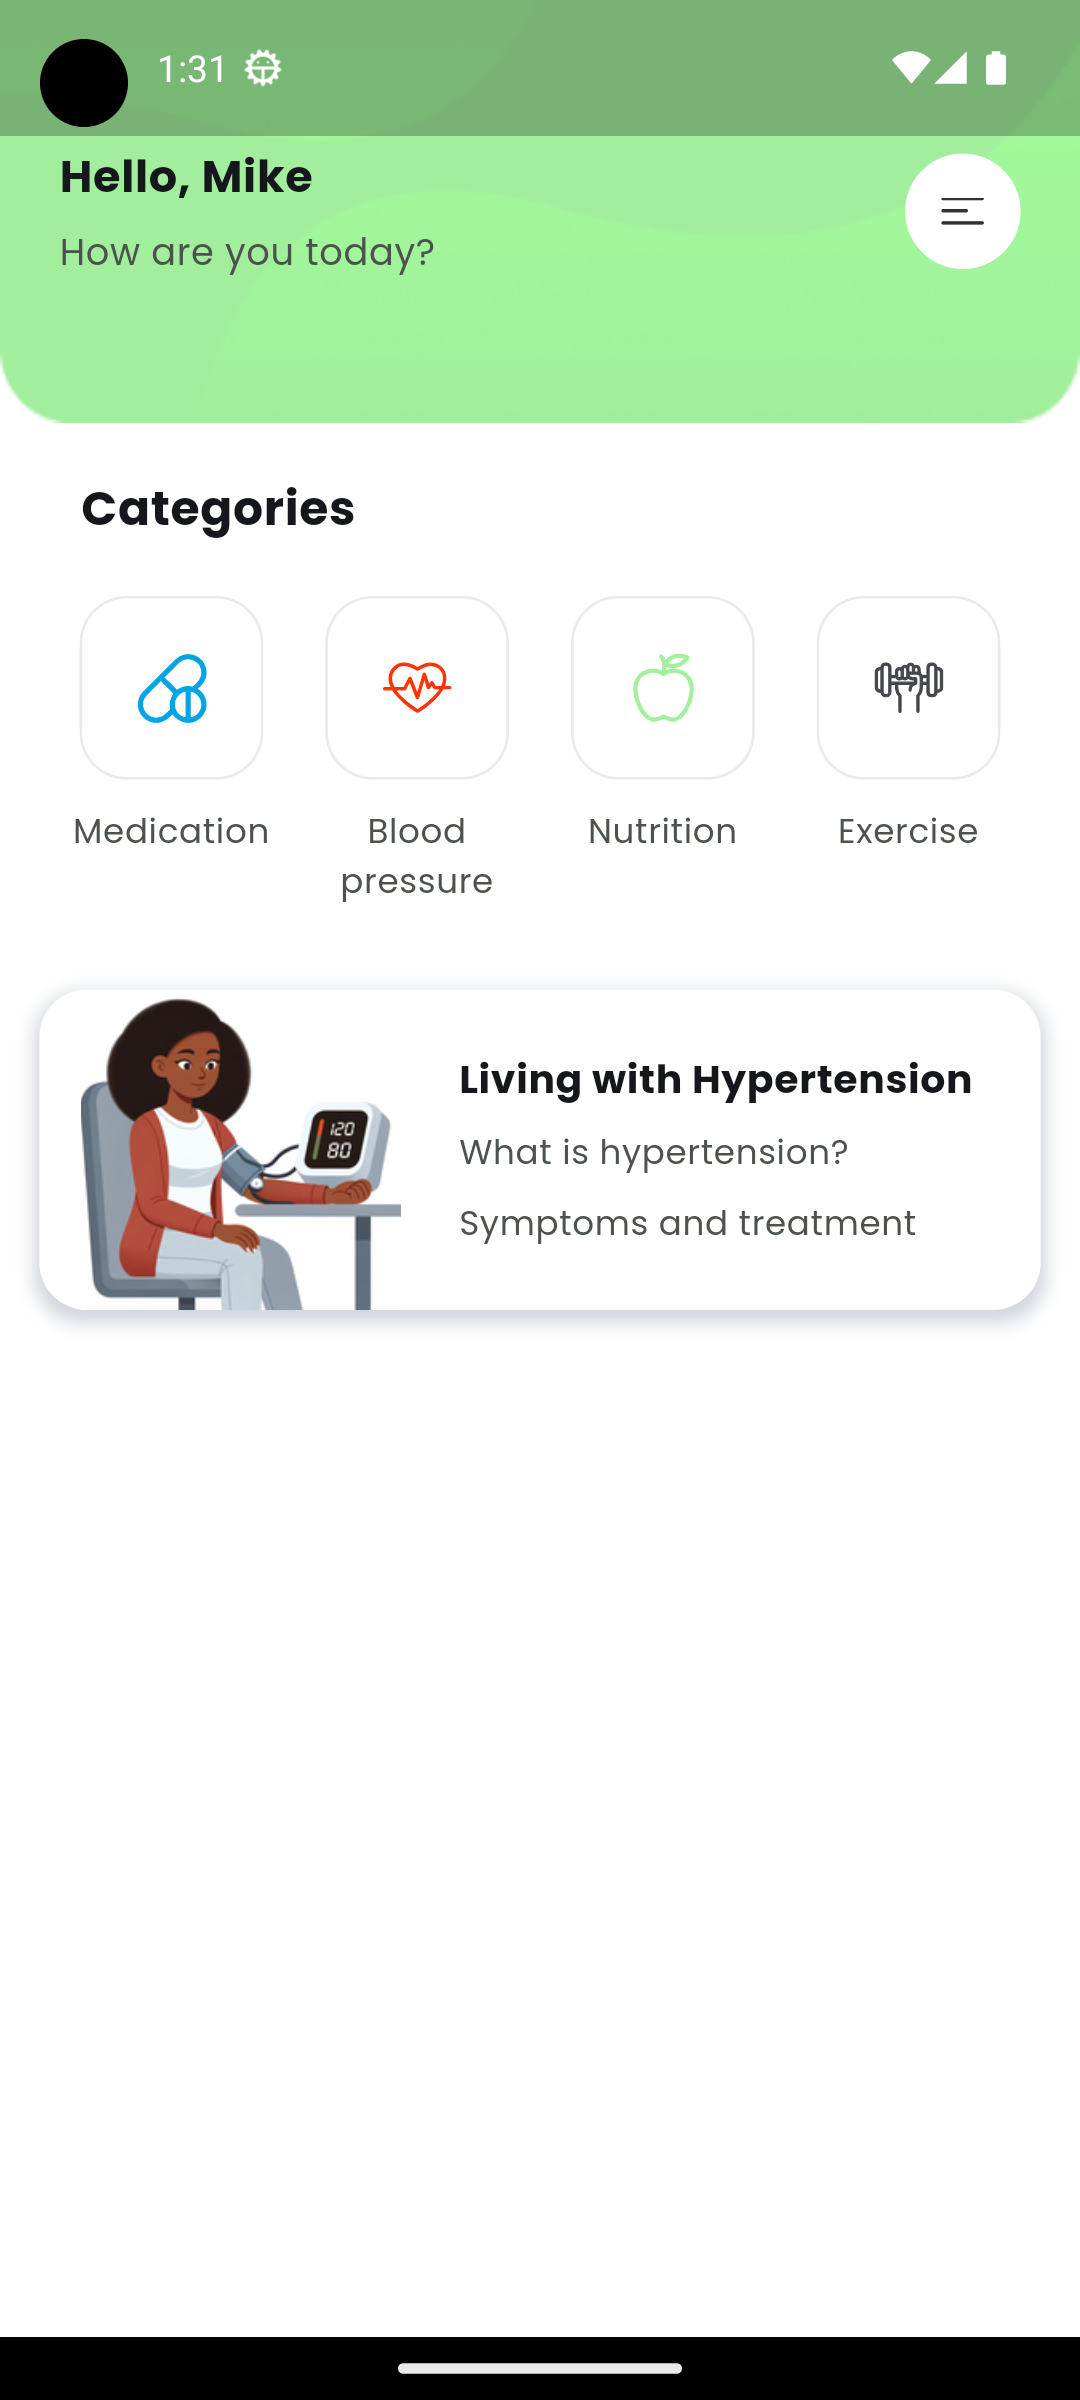 1:31
Hello, Mike
How are you today?
Categories
Medication
Blood
pressure
Nutrition
Exercise
120
80
Living with Hypertension
What is hypertension?
Symptoms and treatment